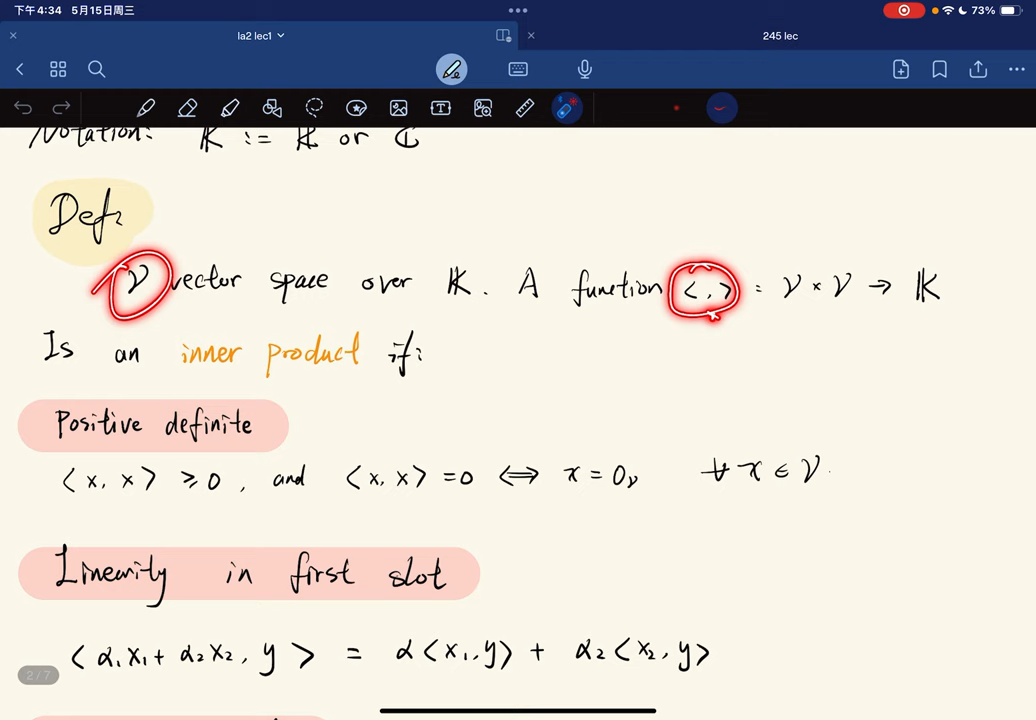 下午4:34 5月15日周三
73%
la2 lec1
245 lec
Notation: 𝕂 := ℝ or ℂ
Def:
V vector space over 𝕂. A function < , > = V × V → 𝕂
Is an inner product if:
Positive definite
⟨x, x⟩ ≥ 0, and ⟨x, x⟩ = 0 ⟺ x = 0ᵥ ∀ x ∈ V.
Linearity in first slot
⟨α₁x₁ + α₂x₂, y⟩ = α⟨x₁, y⟩ + α₂⟨x₂, y⟩
2 / 7